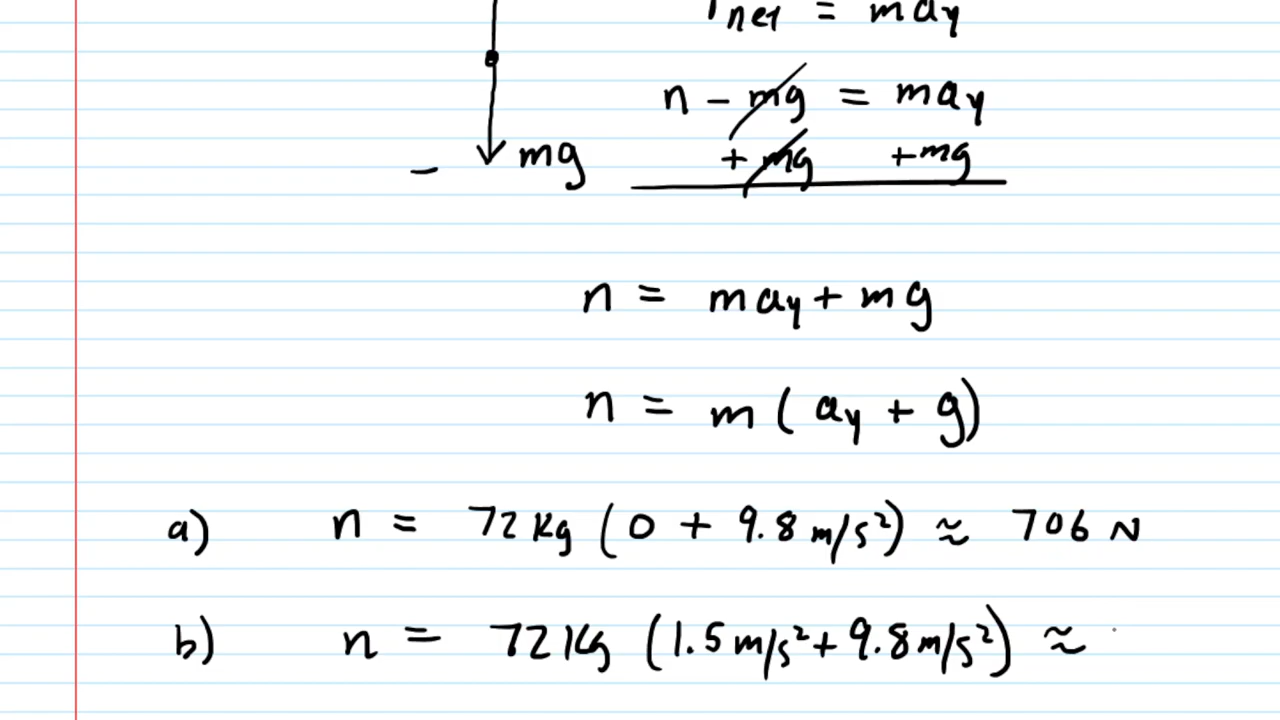 Fnet = may
n - mg = may
+ mg +mg
- mg
n = may + mg
n = m ( ay + g)
a) n = 72 kg (0 + 9.8 m/s²) ≈ 706 N
b) n = 72 kg (1.5 m/s² + 9.8 m/s²) ≈